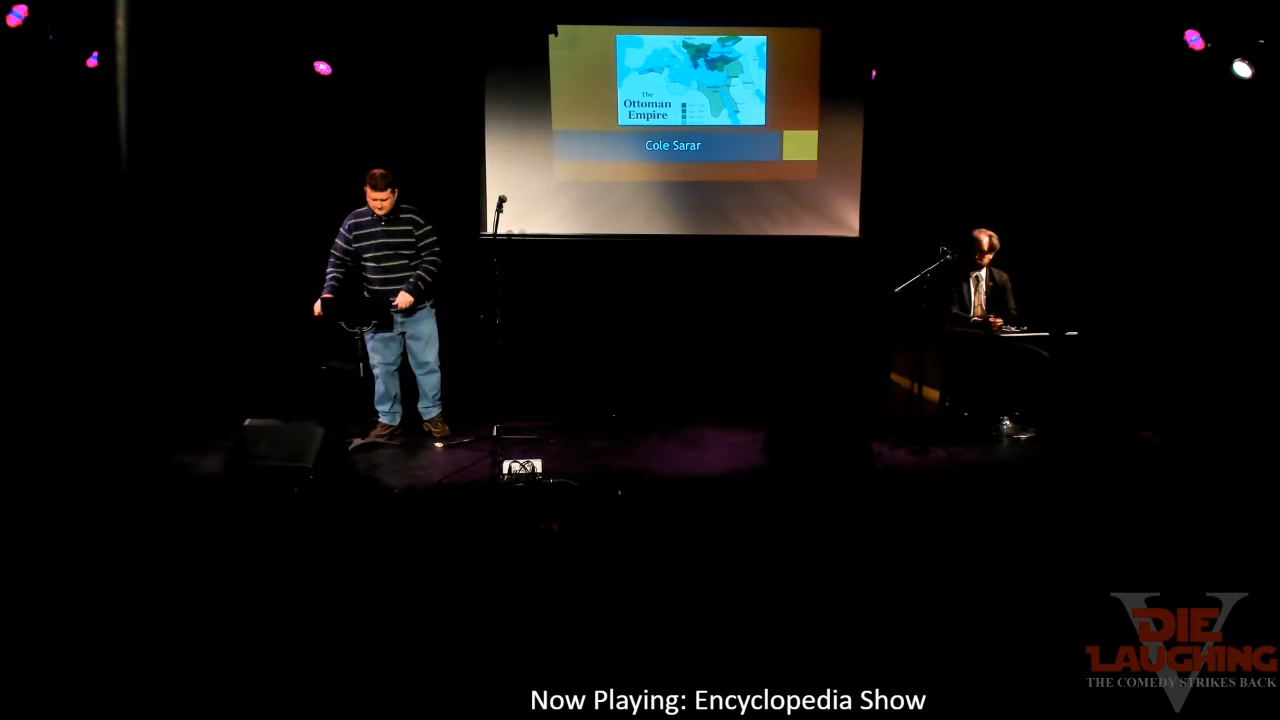 The
Ottoman
Empire
Cole Sarar
DIE
LAUGHING
THE COMEDY STRIKES BACK
V
Now Playing: Encyclopedia Show